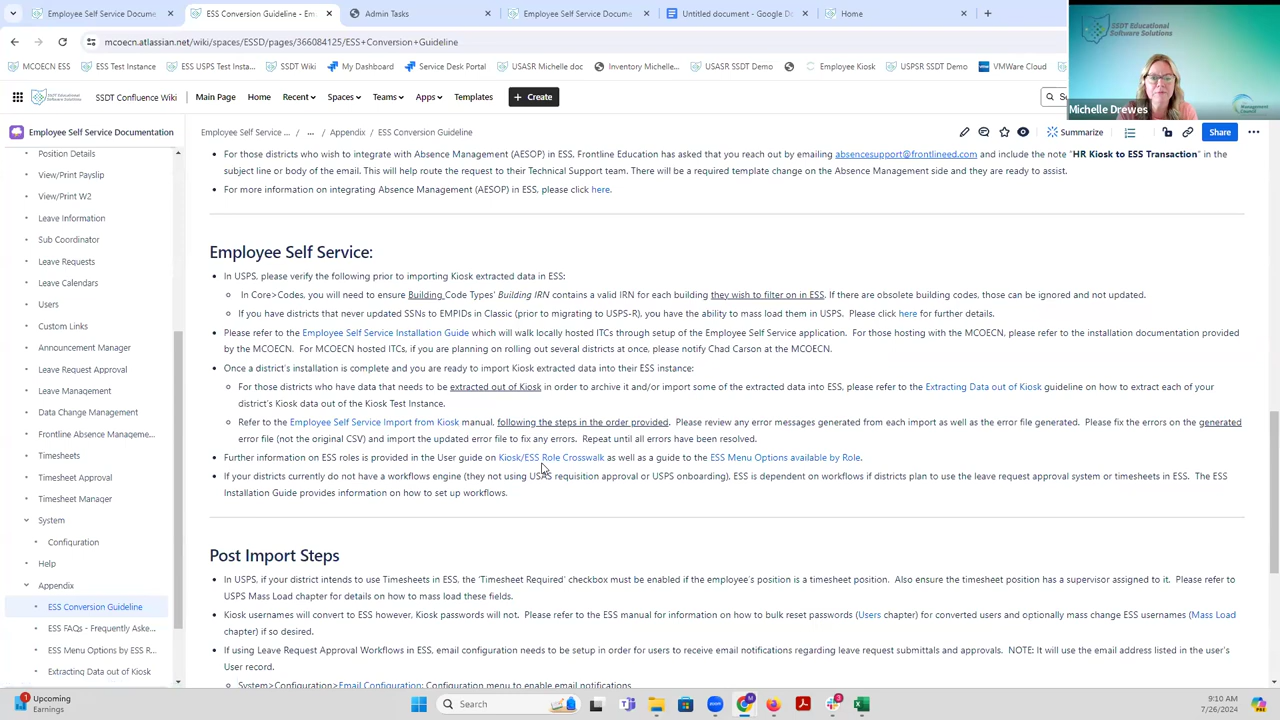 Employee Self Service Docume
ESS Conversion Guideline - Em
Admin Tasks
Employee Self Service Docume
Untitled document - Google Do
Home
mcoecn.atlassian.net/wiki/spaces/ESSD/pages/366084125/ESS+Conversion+Guideline
MCOECN ESS
ESS Test Instance
ESS USPS Test Insta...
SSDT Wiki
My Dashboard
Service Desk Portal
USASR Michelle doc
Inventory Michelle...
USASR SSDT Demo
Employee Kiosk
USPSR SSDT Demo
VMWare Cloud
SSDT Educational
Software Solutions
Management
Council
Michelle Drewes
SSDT Confluence Wiki
Main Page
Home
Recent
Spaces
Teams
Apps
Templates
+ Create
Employee Self Service Documentation
Employee Self Service ... / ... / Appendix / ESS Conversion Guideline
Summarize
Share
Position Details
View/Print Payslip
View/Print W2
Leave Information
Sub Coordinator
Leave Requests
Leave Calendars
Users
Custom Links
Announcement Manager
Leave Request Approval
Leave Management
Data Change Management
Frontline Absence Manageme...
Timesheets
Timesheet Approval
Timesheet Manager
System
Configuration
Help
Appendix
ESS Conversion Guideline
ESS FAQs - Frequently Aske...
ESS Menu Options by ESS R...
Extracting Data out of Kiosk
For those districts who wish to integrate with Absence Management (AESOP) in ESS, Frontline Education has asked that you reach out by emailing absencesupport@frontlineed.com and include the note "HR Kiosk to ESS Transaction" in the
subject line or body of the email. This will help route the request to their Technical Support team. There will be a required template change on the Absence Management side and they are ready to assist.
For more information on integrating Absence Management (AESOP) in ESS, please click here.
Employee Self Service:
In USPS, please verify the following prior to importing Kiosk extracted data in ESS:
In Core>Codes, you will need to ensure Building Code Types' Building IRN contains a valid IRN for each building they wish to filter on in ESS. If there are obsolete building codes, those can be ignored and not updated.
If you have districts that never updated SSNs to EMPIDs in Classic (prior to migrating to USPS-R), you have the ability to mass load them in USPS. Please click here for further details.
Please refer to the Employee Self Service Installation Guide which will walk locally hosted ITCs through setup of the Employee Self Service application. For those hosting with the MCOECN, please refer to the installation documentation provided
by the MCOECN. For MCOECN hosted ITCs, if you are planning on rolling out several districts at once, please notify Chad Carson at the MCOECN.
Once a district's installation is complete and you are ready to import Kiosk extracted data into their ESS instance:
For those districts who have data that needs to be extracted out of Kiosk in order to archive it and/or import some of the extracted data into ESS, please refer to the Extracting Data out of Kiosk guideline on how to extract each of your
district's Kiosk data out of the Kiosk Test Instance.
Refer to the Employee Self Service Import from Kiosk manual, following the steps in the order provided. Please review any error messages generated from each import as well as the error file generated. Please fix the errors on the generated
error file (not the original CSV) and import the updated error file to fix any errors. Repeat until all errors have been resolved.
Further information on ESS roles is provided in the User guide on Kiosk/ESS Role Crosswalk as well as a guide to the ESS Menu Options available by Role.
If your districts currently do not have a workflows engine (they not using USAS requisition approval or USPS onboarding), ESS is dependent on workflows if districts plan to use the leave request approval system or timesheets in ESS. The ESS
Installation Guide provides information on how to set up workflows.
Post Import Steps
In USPS, if your district intends to use Timesheets in ESS, the 'Timesheet Required' checkbox must be enabled if the employee's position is a timesheet position. Also ensure the timesheet position has a supervisor assigned to it. Please refer to
USPS Mass Load chapter for details on how to mass load these fields.
Kiosk usernames will convert to ESS however, Kiosk passwords will not. Please refer to the ESS manual for information on how to bulk reset passwords (Users chapter) for converted users and optionally mass change ESS usernames (Mass Load
chapter) if so desired.
If using Leave Request Approval Workflows in ESS, email configuration needs to be setup in order for users to receive email notifications regarding leave request submittals and approvals. NOTE: It will use the email address listed in the user's
User record.
System>Configuration>Email Configuration: Configuration menu to enable email notifications
Upcoming
Earnings
Search
9:10 AM
7/26/2024